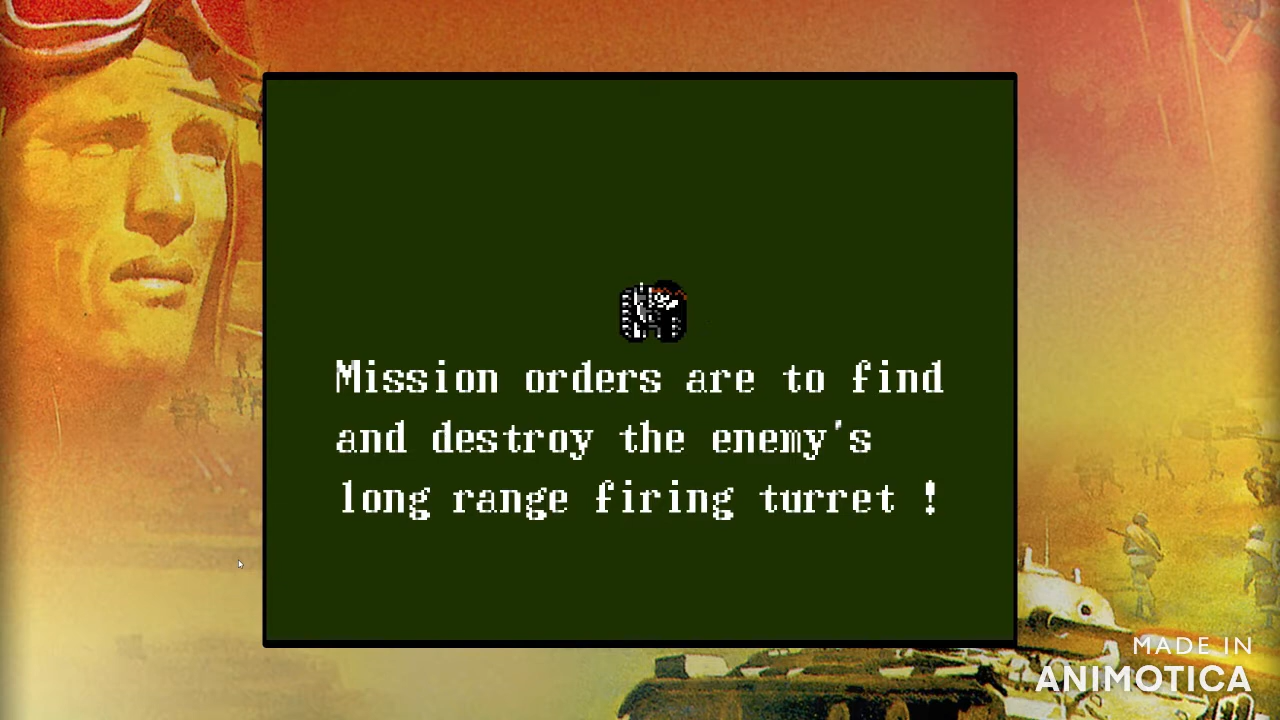 Mission orders are to find
and destroy the enemy's
long range firing turret !
MADE IN
ANIMOTICA